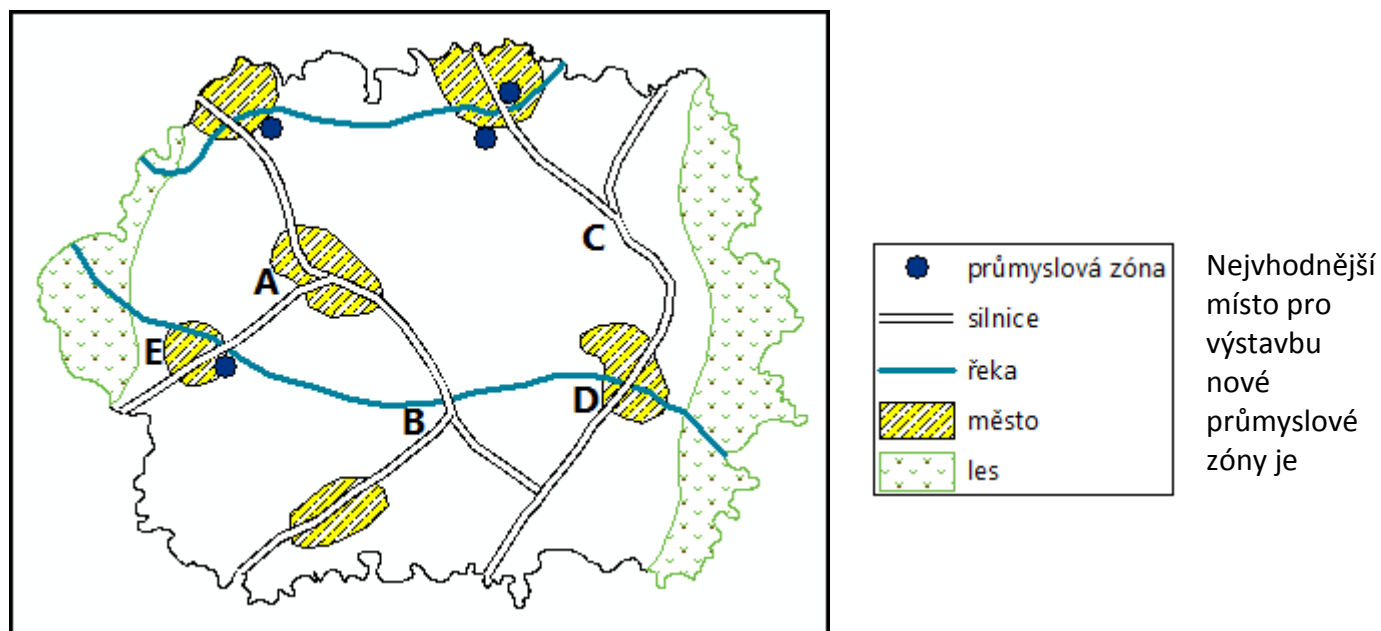 A
B
C
D
E
průmyslová zóna
silnice
řeka
město
les
Nejvhodnější
místo pro
výstavbu
nové
průmyslové
zóny je